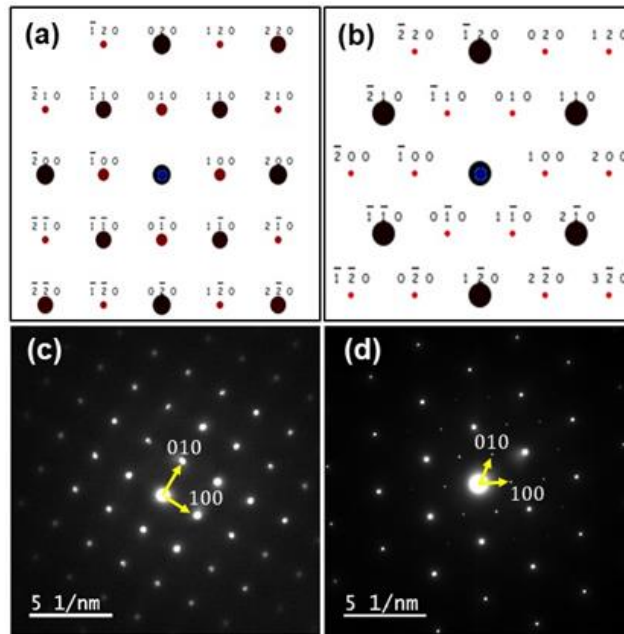 (a)
1̄ 2 0 0 2 0 1 2 0 2 2 0
2̄ 1 0 1̄ 1 0 0 1 0 1 1 0 2 1 0
2̄ 0 0 1̄ 0 0 1 0 0 2 0 0
2̄ 1̄ 0 1̄ 1̄ 0 0 1̄ 0 1 1̄ 0 2 1̄ 0
2̄ 2̄ 0 1̄ 2̄ 0 0 2̄ 0 1 2̄ 0 2 2̄ 0
(b)
2̄ 2 0 1̄ 2 0 0 2 0 1 2 0
2̄ 1 0 1̄ 1 0 0 1 0 1 1 0
2̄ 0 0 1̄ 0 0 1 0 0 2 0 0
1̄ 1̄ 0 0 1̄ 0 1 1̄ 0 2 1̄ 0
1̄ 2̄ 0 0 2̄ 0 1 2̄ 0 2 2̄ 0 3 2̄ 0
(c)
010
100
5 1/nm
(d)
010
100
5 1/nm